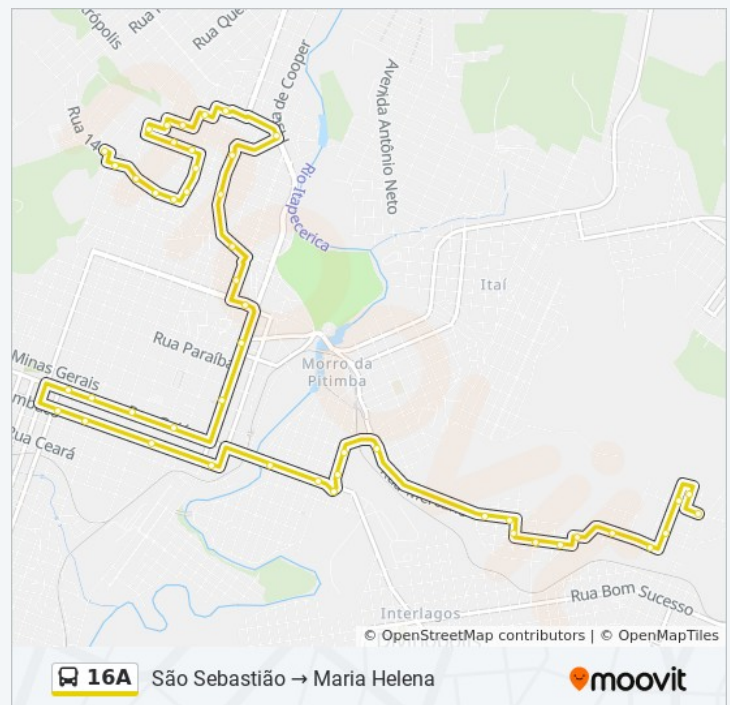 Rua 14
Avenida Antônio Neto
Rio Itapecerica
Itaí
Rua Paraíba
Morro da
Pitimba
Minas Gerais
Rua Ceará
Rua Bom Sucesso
Interlagos
© OpenStreetMap contributors | © OpenMapTiles
16A São Sebastião → Maria Helena
moovit